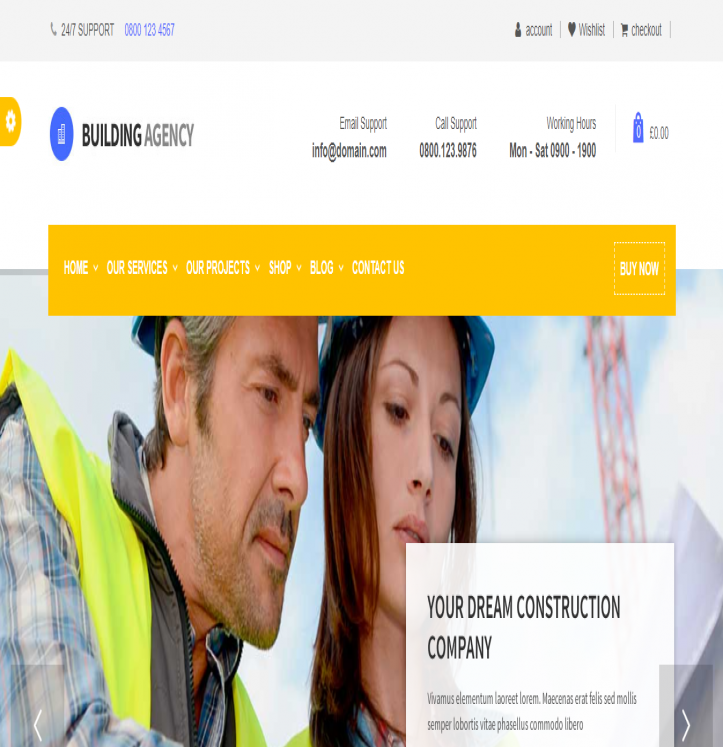 24/7 SUPPORT 0800 123 4567
account Wishlist checkout
BUILDING AGENCY
Email Support Call Support Working Hours
info@domain.com 0800.123.9876 Mon - Sat 0900 - 1900
0 £0.00
HOME OUR SERVICES OUR PROJECTS SHOP BLOG CONTACT US
BUY NOW
YOUR DREAM CONSTRUCTION
COMPANY
Vivamus elementum laoreet lorem. Maecenas erat felis sed mollis
semper lobortis vitae phasellus commodo libero